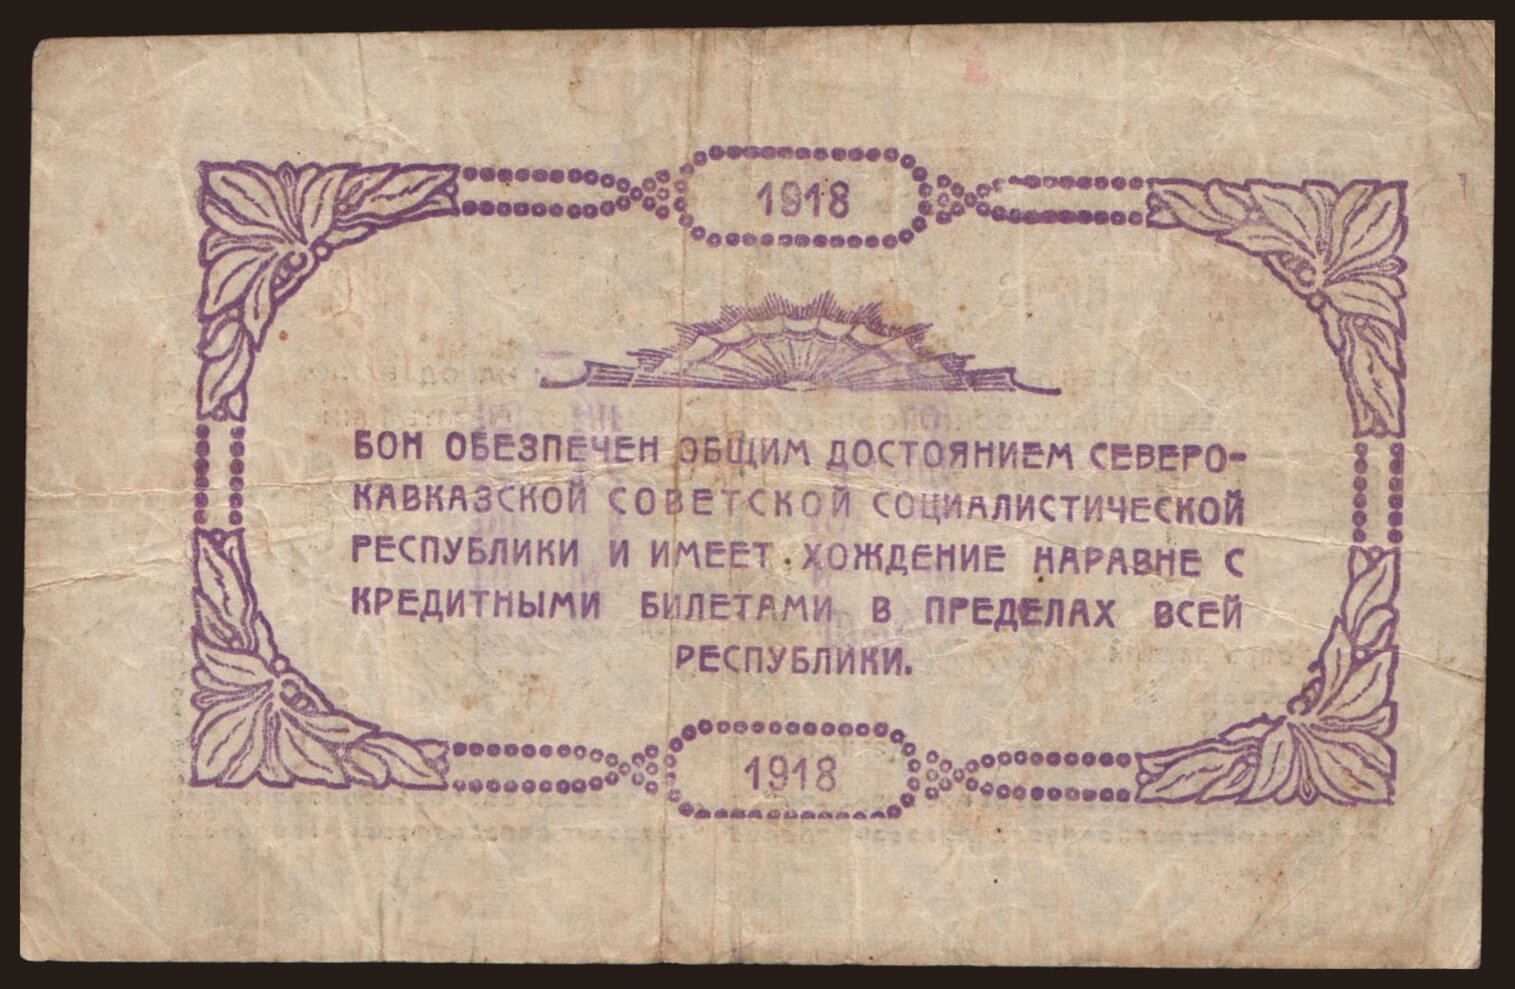 1918
БОН ОБЕЗПЕЧЕН ОБЩИМ ДОСТОЯНИЕМ СЕВЕРО-
КАВКАЗСКОЙ СОВЕТСКОЙ СОЦИАЛИСТИЧЕСКОЙ
РЕСПУБЛИКИ И ИМЕЕТ ХОЖДЕНИЕ НАРАВНЕ С
КРЕДИТНЫМИ БИЛЕТАМИ В ПРЕДЕЛАХ ВСЕЙ
РЕСПУБЛИКИ.
1918